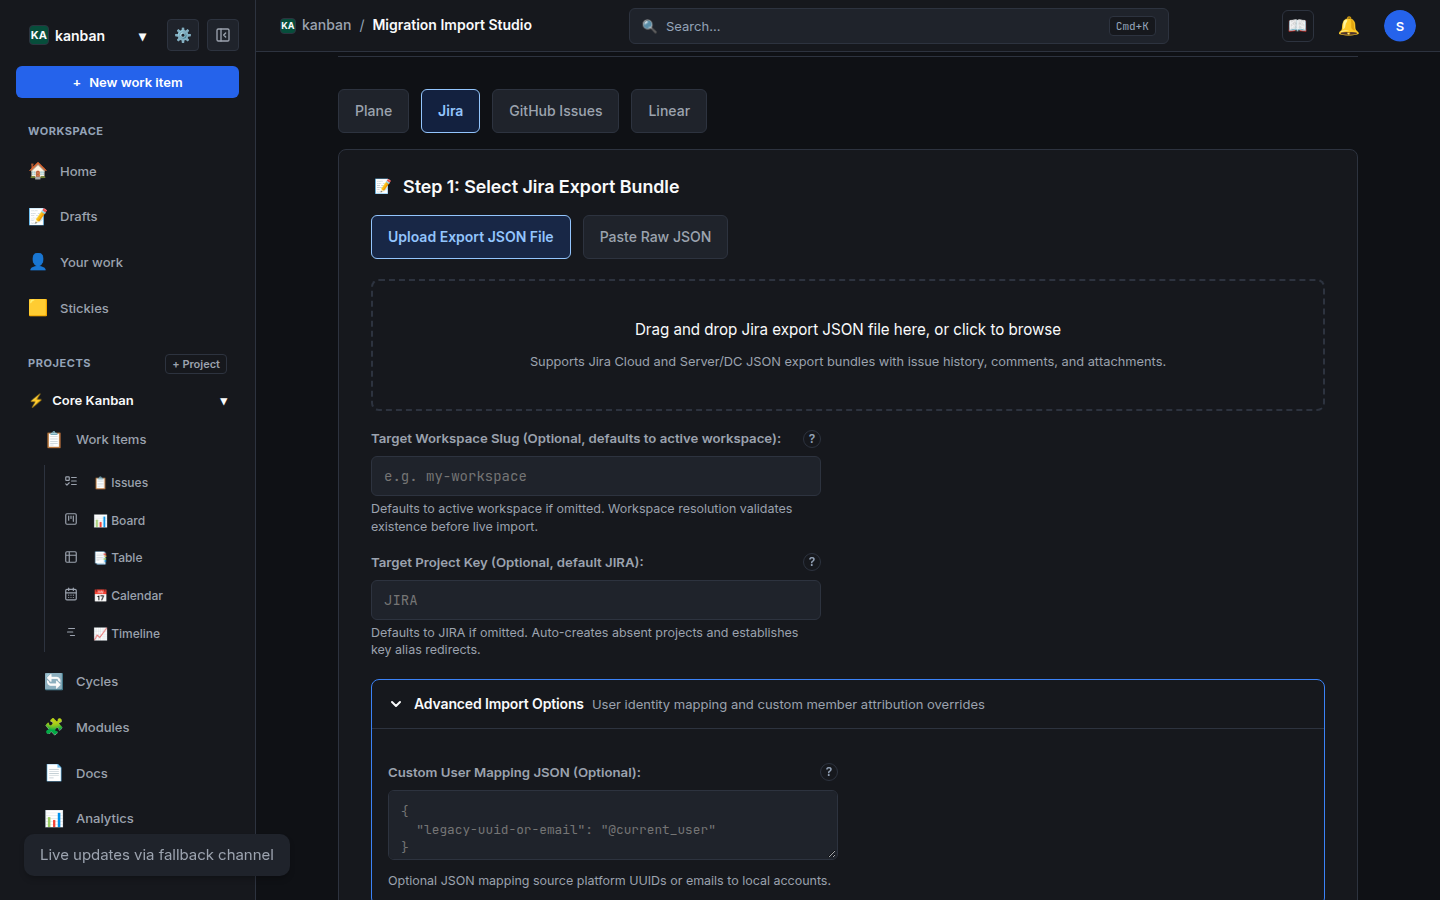 KA kanban
+ New work item
WORKSPACE
Home
Drafts
Your work
Stickies
PROJECTS
+ Project
Core Kanban
Work Items
Issues
Board
Table
Calendar
Timeline
Cycles
Modules
Docs
Analytics
Live updates via fallback channel
KA kanban / Migration Import Studio
Search...
Cmd+K
S
Plane
Jira
GitHub Issues
Linear
Step 1: Select Jira Export Bundle
Upload Export JSON File
Paste Raw JSON
Drag and drop Jira export JSON file here, or click to browse
Supports Jira Cloud and Server/DC JSON export bundles with issue history, comments, and attachments.
Target Workspace Slug (Optional, defaults to active workspace): ?
e.g. my-workspace
Defaults to active workspace if omitted. Workspace resolution validates
existence before live import.
Target Project Key (Optional, default JIRA): ?
JIRA
Defaults to JIRA if omitted. Auto-creates absent projects and establishes
key alias redirects.
Advanced Import Options User identity mapping and custom member attribution overrides
Custom User Mapping JSON (Optional): ?
{
"legacy-uuid-or-email": "@current_user"
}
Optional JSON mapping source platform UUIDs or emails to local accounts.